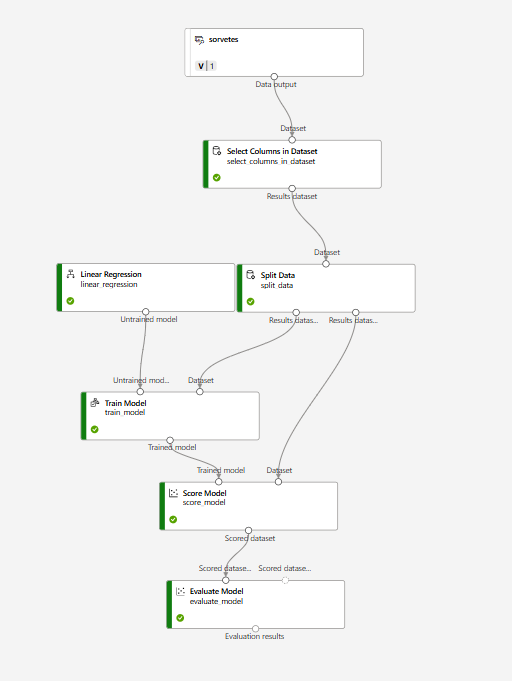 sorvetes
V | 1
Data output
Dataset
Select Columns in Dataset
select_columns_in_dataset
Results dataset
Dataset
Linear Regression
linear_regression
Split Data
split_data
Untrained model
Results datas...
Results datas...
Untrained mod...
Dataset
Train Model
train_model
Trained model
Trained model
Dataset
Score Model
score_model
Scored dataset
Scored datase...
Scored datase...
Evaluate Model
evaluate_model
Evaluation results